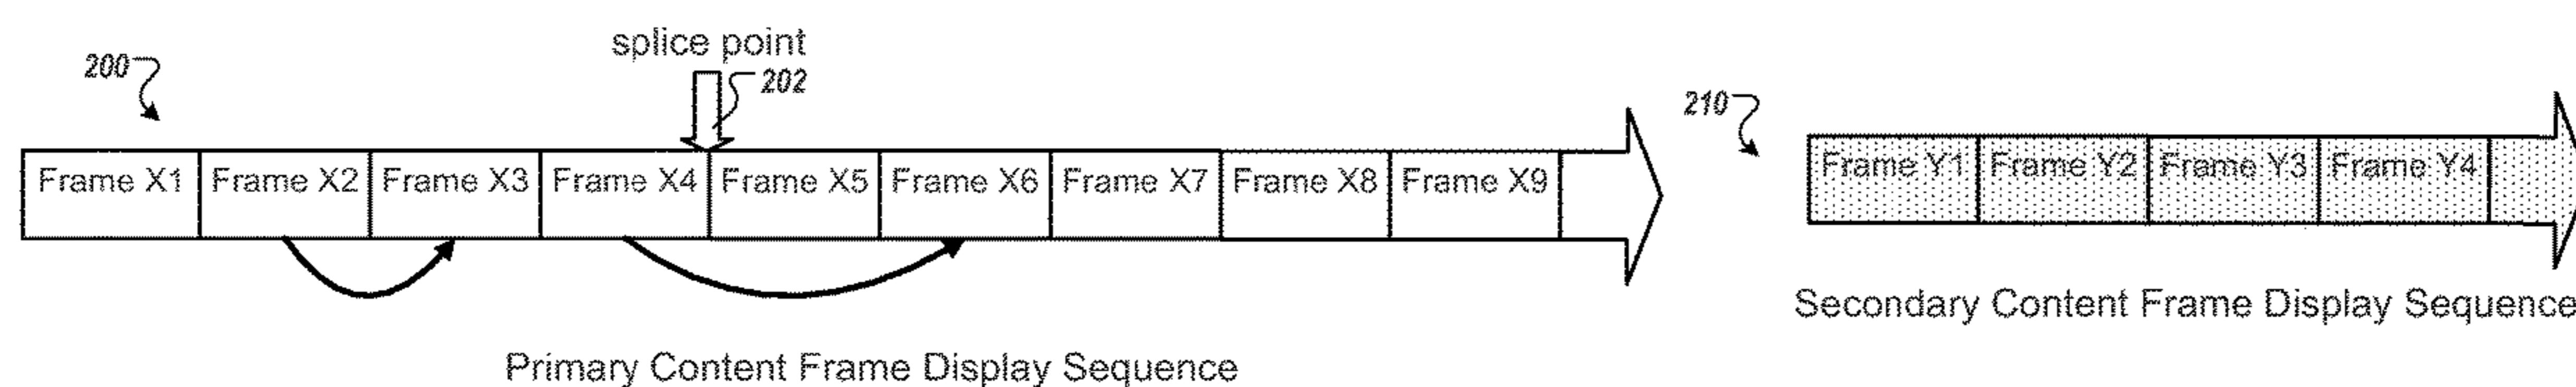 splice point
200
202
210
Frame X1 Frame X2 Frame X3 Frame X4 Frame X5 Frame X6 Frame X7 Frame X8 Frame X9
Frame Y1 Frame Y2 Frame Y3 Frame Y4
Secondary Content Frame Display Sequence
Primary Content Frame Display Sequence